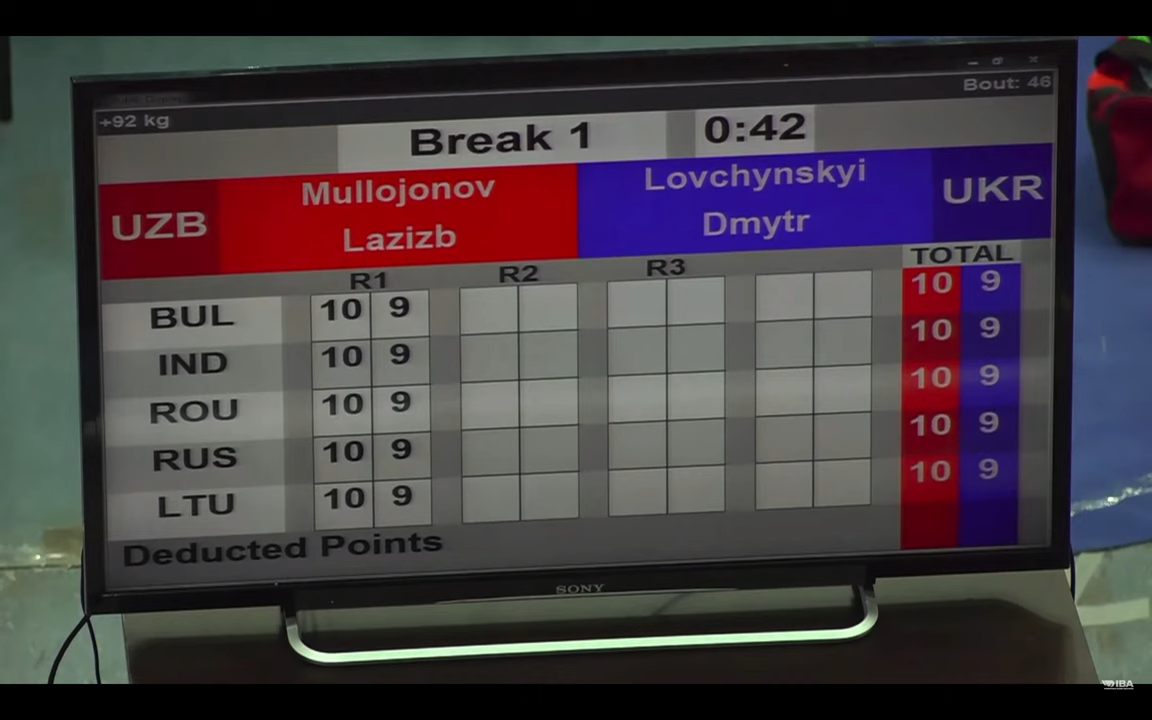 Bout: 46
+92 kg
Break 1 0:42
UZB Mullojonov Lazizb
Lovchynskyi Dmytr UKR
R1 R2 R3 TOTAL
BUL 10 9 10 9
IND 10 9 10 9
ROU 10 9 10 9
RUS 10 9 10 9
LTU 10 9 10 9
Deducted Points
SONY
IBA